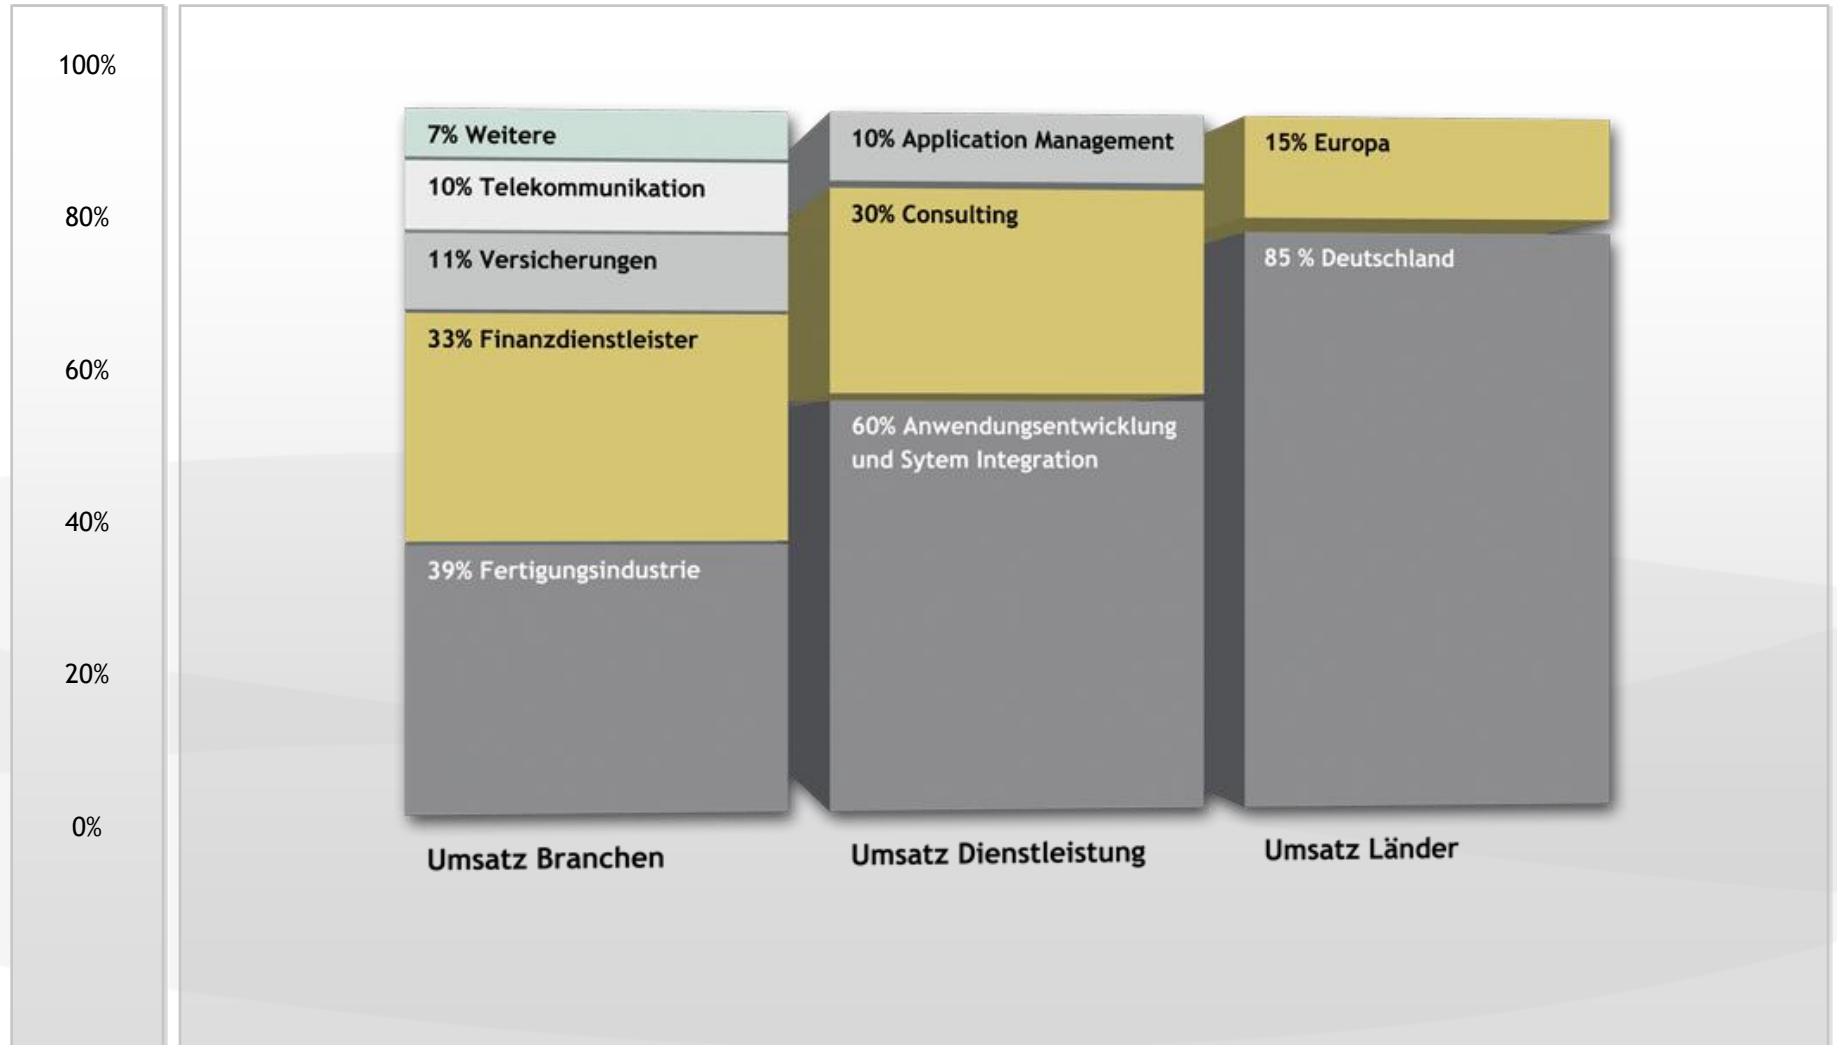 100%
80%
60%
40%
20%
0%
7% Weitere
10% Telekommunikation
11% Versicherungen
33% Finanzdienstleister
39% Fertigungsindustrie
Umsatz Branchen
10% Application Management
30% Consulting
60% Anwendungsentwicklung
und Sytem Integration
Umsatz Dienstleistung
15% Europa
85 % Deutschland
Umsatz Länder